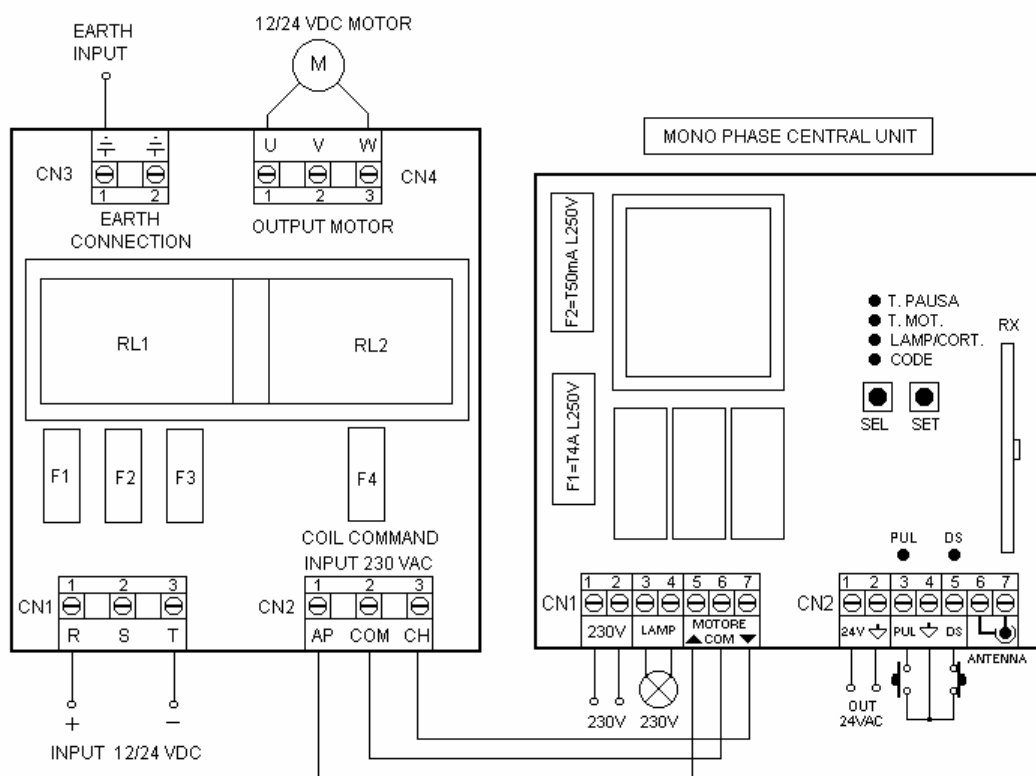 EARTH
INPUT
12/24 VDC MOTOR
M
CN3
1 2
EARTH
CONNECTION
U V W
1 2 3
CN4
OUTPUT MOTOR
RL1
RL2
F1
F2
F3
F4
COIL COMMAND
INPUT 230 VAC
CN1
1 2 3
R S T
+ −
INPUT 12/24 VDC
CN2
1 2 3
AP COM CH
MONO PHASE CENTRAL UNIT
F2=T50mA L250V
F1=T4A L250V
T. PAUSA
T. MOT.
LAMP/CORT.
CODE
SEL SET
RX
PUL DS
CN1
1 2 3 4 5 6 7
230V LAMP MOTORE
COM
230V 230V
CN2
1 2 3 4 5 6 7
24V PUL DS
ANTENNA
OUT
24VAC